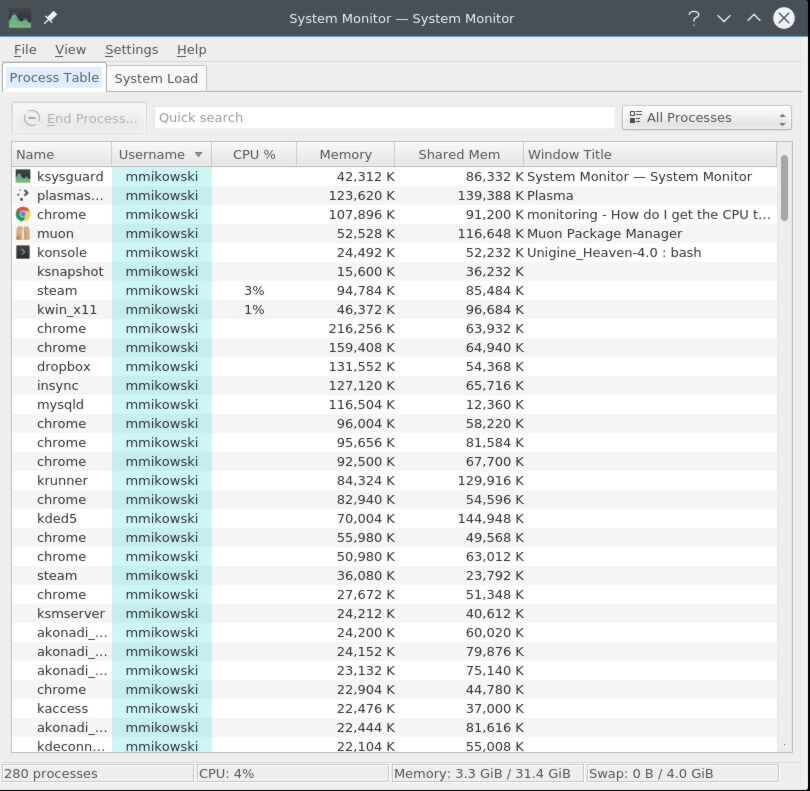 System Monitor — System Monitor
File View Settings Help
Process Table System Load
End Process... Quick search All Processes
Name Username CPU % Memory Shared Mem Window Title
ksysguard mmikowski 42,312 K 86,332 K System Monitor — System Monitor
plasmas... mmikowski 123,620 K 139,388 K Plasma
chrome mmikowski 107,896 K 91,200 K monitoring - How do I get the CPU t...
muon mmikowski 52,528 K 116,648 K Muon Package Manager
konsole mmikowski 24,492 K 52,232 K Unigine_Heaven-4.0 : bash
ksnapshot mmikowski 15,600 K 36,232 K
steam mmikowski 3% 94,784 K 85,484 K
kwin_x11 mmikowski 1% 46,372 K 96,684 K
chrome mmikowski 216,256 K 63,932 K
chrome mmikowski 159,408 K 64,940 K
dropbox mmikowski 131,552 K 54,368 K
insync mmikowski 127,120 K 65,716 K
mysqld mmikowski 116,504 K 12,360 K
chrome mmikowski 96,004 K 58,220 K
chrome mmikowski 95,656 K 81,584 K
chrome mmikowski 92,500 K 67,700 K
krunner mmikowski 84,324 K 129,916 K
chrome mmikowski 82,940 K 54,596 K
kded5 mmikowski 70,004 K 144,948 K
chrome mmikowski 55,980 K 49,568 K
chrome mmikowski 50,980 K 63,012 K
steam mmikowski 36,080 K 23,792 K
chrome mmikowski 27,672 K 51,348 K
ksmserver mmikowski 24,212 K 40,612 K
akonadi_... mmikowski 24,200 K 60,020 K
akonadi_... mmikowski 24,152 K 79,876 K
akonadi_... mmikowski 23,132 K 75,140 K
chrome mmikowski 22,904 K 44,780 K
kaccess mmikowski 22,476 K 37,000 K
akonadi_... mmikowski 22,444 K 81,616 K
kdeconn... mmikowski 22,104 K 55,008 K
280 processes CPU: 4% Memory: 3.3 GiB / 31.4 GiB Swap: 0 B / 4.0 GiB